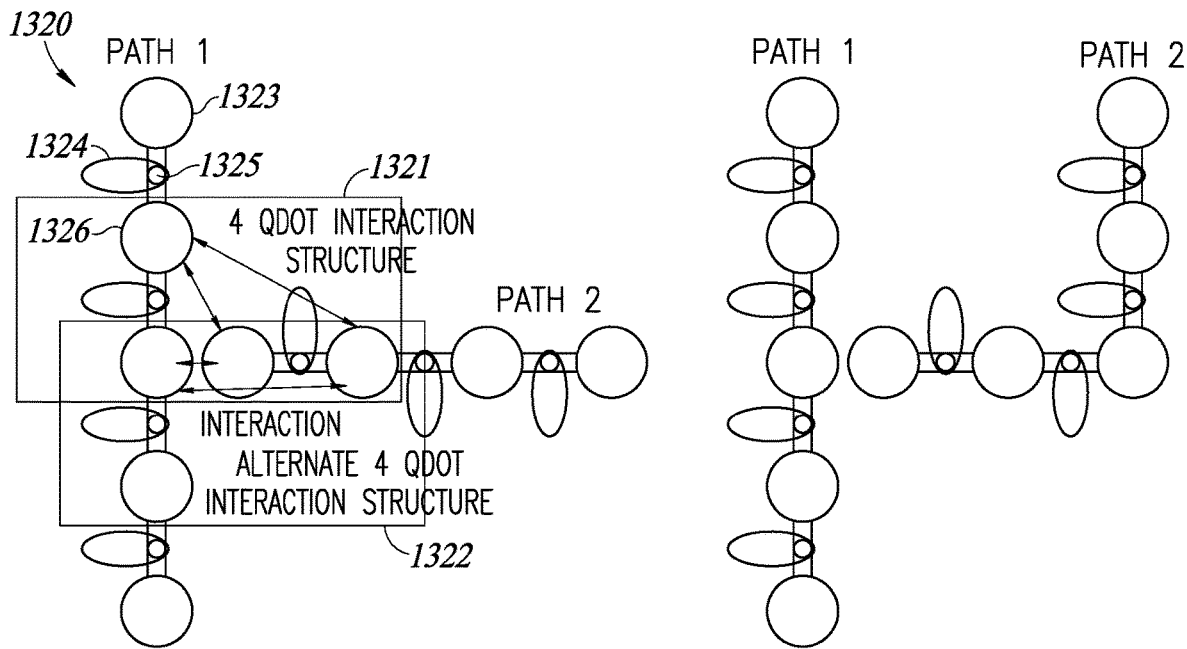 1320
PATH 1
1323
1324
1325
1321
1326
4 QDOT INTERACTION
STRUCTURE
PATH 2
INTERACTION
ALTERNATE 4 QDOT
INTERACTION STRUCTURE
1322
PATH 1
PATH 2